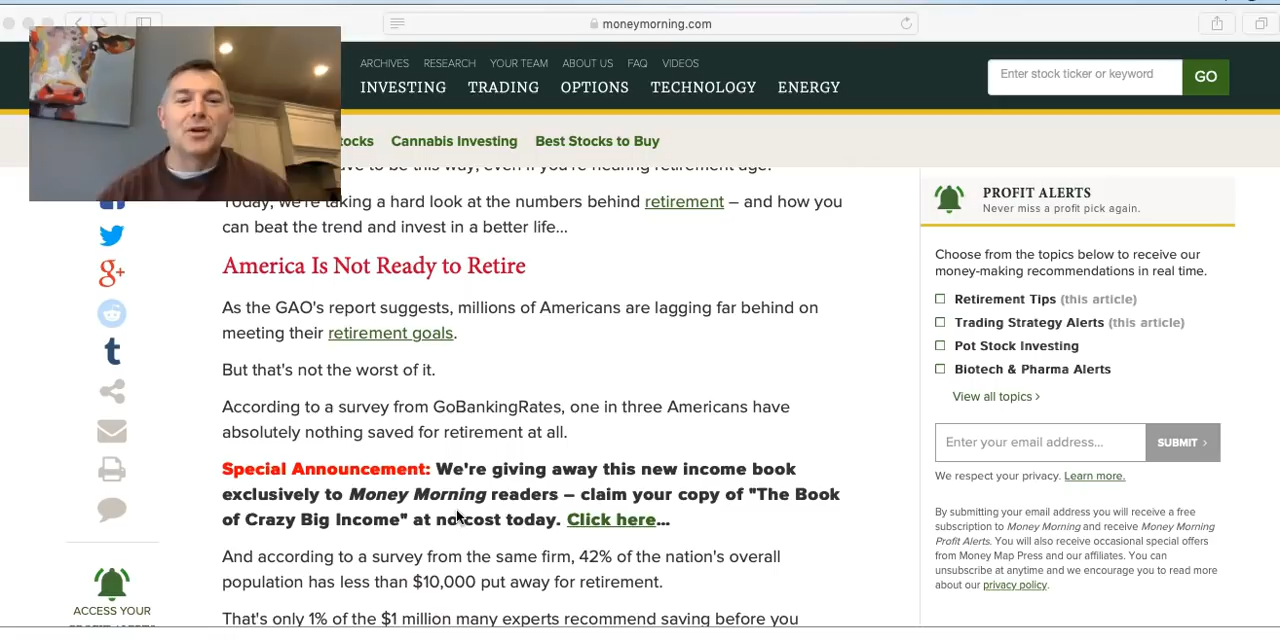 moneymorning.com
ARCHIVES RESEARCH YOUR TEAM ABOUT US FAQ VIDEOS
INVESTING TRADING OPTIONS TECHNOLOGY ENERGY
Enter stock ticker or keyword GO
Cannabis Investing Best Stocks to Buy
Today, we're taking a hard look at the numbers behind retirement – and how you
can beat the trend and invest in a better life...
America Is Not Ready to Retire
As the GAO's report suggests, millions of Americans are lagging far behind on
meeting their retirement goals.
But that's not the worst of it.
According to a survey from GoBankingRates, one in three Americans have
absolutely nothing saved for retirement at all.
Special Announcement: We're giving away this new income book
exclusively to Money Morning readers – claim your copy of "The Book
of Crazy Big Income" at no cost today. Click here...
And according to a survey from the same firm, 42% of the nation's overall
population has less than $10,000 put away for retirement.
That's only 1% of the $1 million many experts recommend saving before you
ACCESS YOUR
PROFIT ALERTS
Never miss a profit pick again.
Choose from the topics below to receive our
money-making recommendations in real time.
Retirement Tips (this article)
Trading Strategy Alerts (this article)
Pot Stock Investing
Biotech & Pharma Alerts
View all topics ›
Enter your email address... SUBMIT ›
We respect your privacy. Learn more.
By submitting your email address you will receive a free
subscription to Money Morning and receive Money Morning
Profit Alerts. You will also receive occasional special offers
from Money Map Press and our affiliates. You can
unsubscribe at anytime and we encourage you to read more
about our privacy policy.